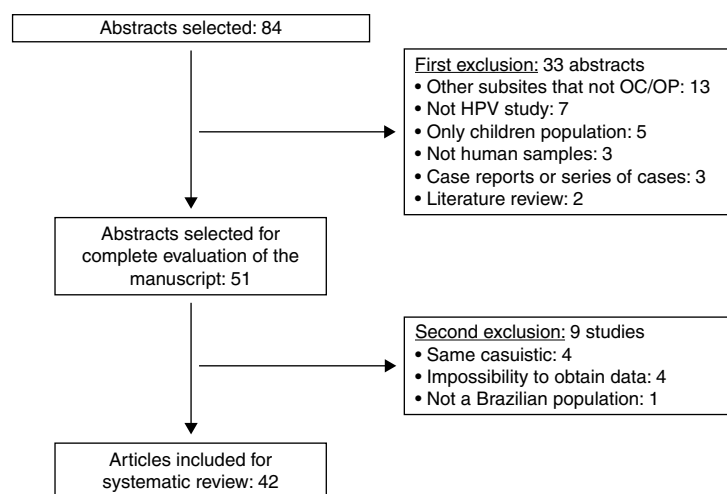 Abstracts selected: 84
First exclusion: 33 abstracts
• Other subsites that not OC/OP: 13
• Not HPV study: 7
• Only children population: 5
• Not human samples: 3
• Case reports or series of cases: 3
• Literature review: 2
Abstracts selected for
complete evaluation of the
manuscript: 51
Second exclusion: 9 studies
• Same casuistic: 4
• Impossibility to obtain data: 4
• Not a Brazilian population: 1
Articles included for
systematic review: 42